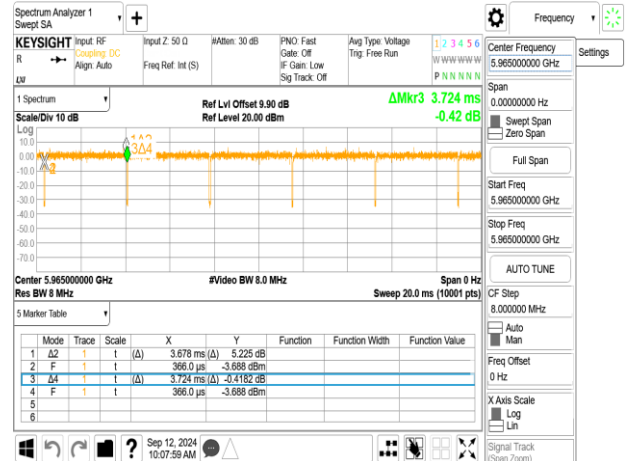 Spectrum Analyzer 1
Swept SA
Frequency
KEYSIGHT
R
Input: RF
Coupling: DC
Align: Auto
Input Z: 50 Ω
Freq Ref: Int (S)
#Atten: 30 dB
PNO: Fast
Gate: Off
IF Gain: Low
Sig Track: Off
Avg Type: Voltage
Trig: Free Run
1 2 3 4 5 6
W W W W W W
P N N N N N
1 Spectrum
Scale/Div 10 dB
Ref Lvl Offset 9.90 dB
Ref Level 20.00 dBm
ΔMkr3 3.724 ms
-0.42 dB
Log
10.0
0.00
-10.0
-20.0
-30.0
-40.0
-50.0
-60.0
-70.0
3Δ4
Center 5.965000000 GHz
Res BW 8 MHz
#Video BW 8.0 MHz
Span 0 Hz
Sweep 20.0 ms (10001 pts)
5 Marker Table
Mode Trace Scale X Y Function Function Width Function Value
1 Δ2 1 t (Δ) 3.678 ms (Δ) 5.225 dB
2 F 1 t 366.0 µs -3.688 dBm
3 Δ4 1 t (Δ) 3.724 ms (Δ) -0.4182 dB
4 F 1 t 366.0 µs -3.688 dBm
5
6
Sep 12, 2024
10:07:59 AM
Center Frequency
5.965000000 GHz
Settings
Span
0.00000000 Hz
Swept Span
Zero Span
Full Span
Start Freq
5.965000000 GHz
Stop Freq
5.965000000 GHz
AUTO TUNE
CF Step
8.000000 MHz
Auto
Man
Freq Offset
0 Hz
X Axis Scale
Log
Lin
Signal Track
(Span Zoom)